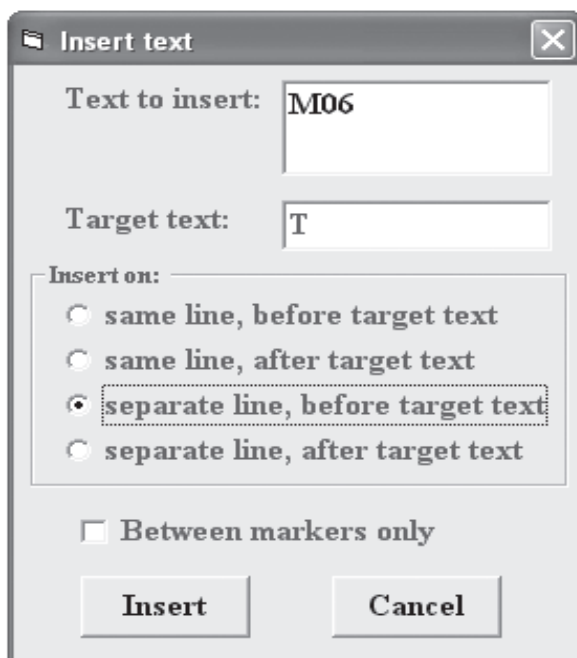 Insert text
Text to insert: M06
Target text: T
Insert on:
same line, before target text
same line, after target text
separate line, before target text
separate line, after target text
Between markers only
Insert Cancel